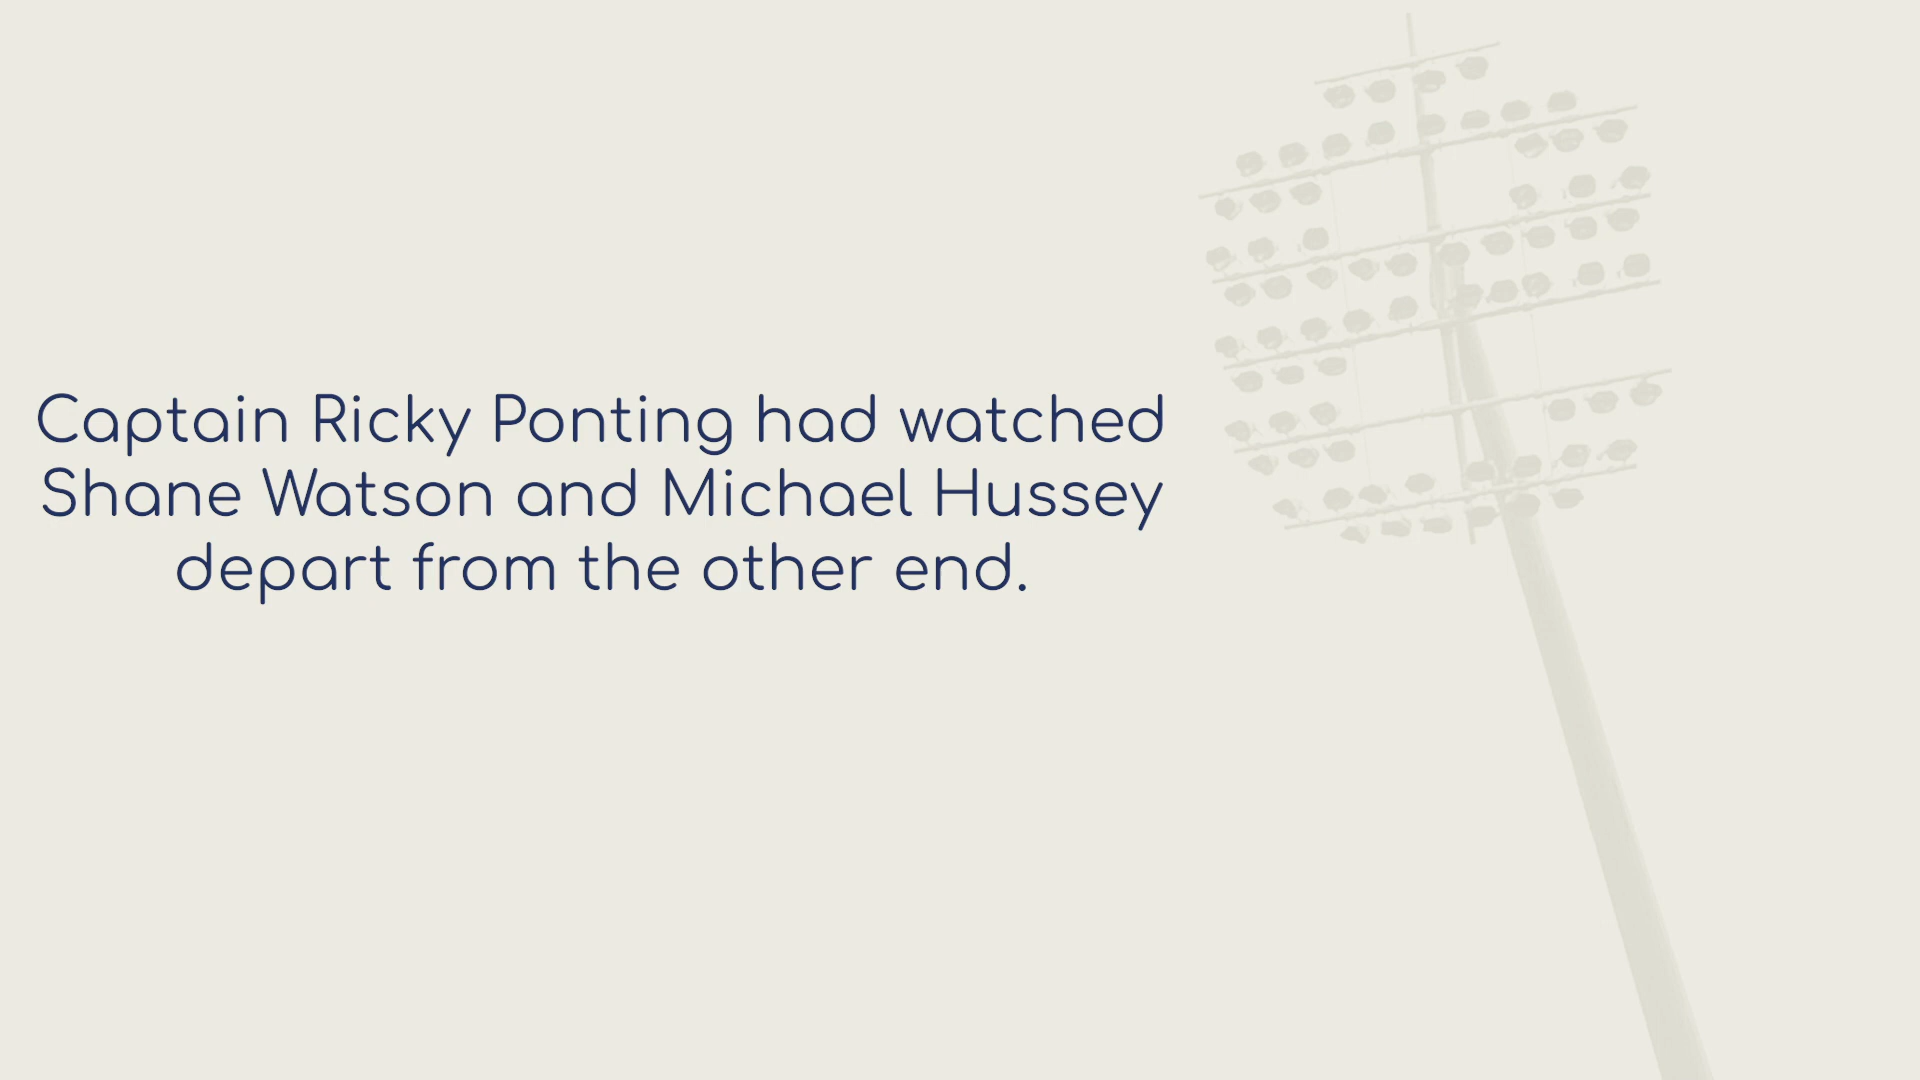 Captain Ricky Ponting had watched
Shane Watson and Michael Hussey
depart from the other end.